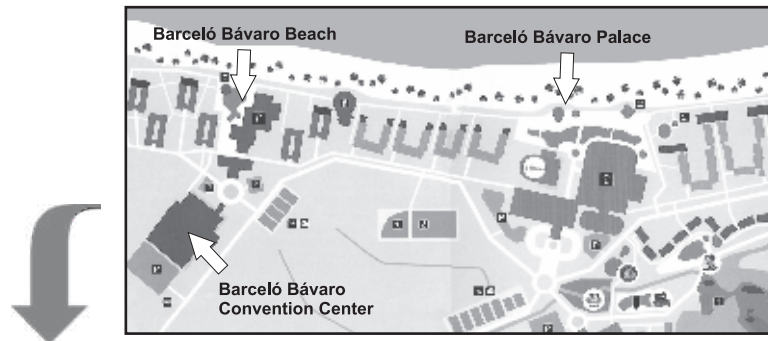 Barceló Bávaro Beach
Barceló Bávaro Palace
Barceló Bávaro
Convention Center